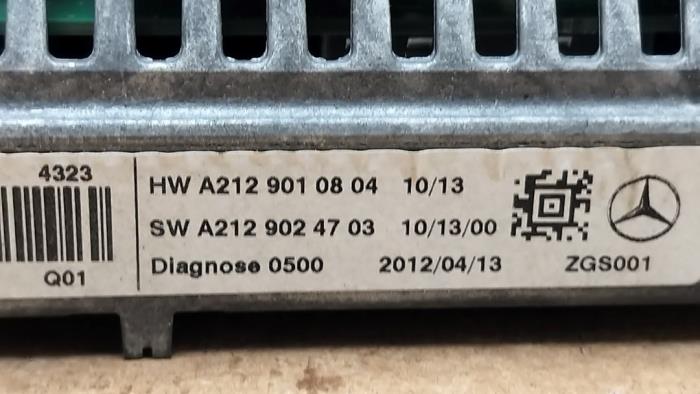 4323
Q01
HW A212 901 08 04 10/13
SW A212 902 47 03 10/13/00
Diagnose 0500 2012/04/13
ZGS001